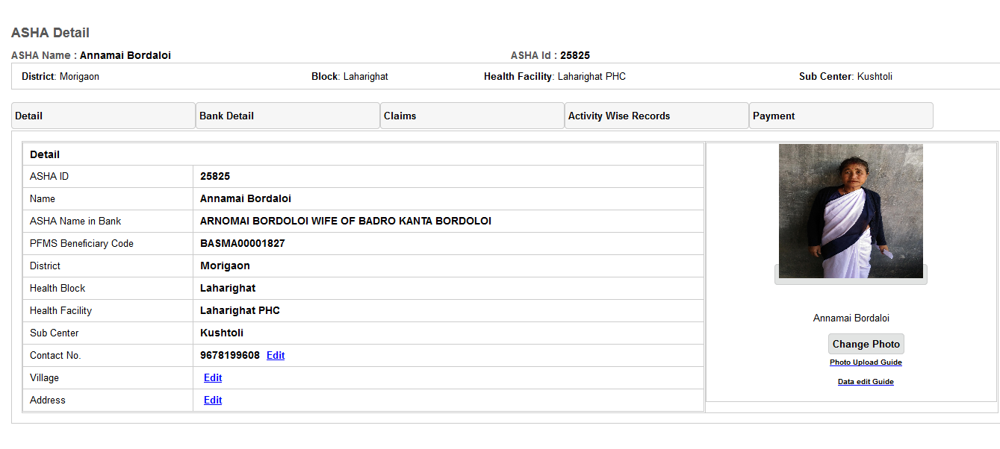 ASHA Detail
ASHA Name : Annamai Bordaloi ASHA Id : 25825
District: Morigaon Block: Laharighat Health Facility: Laharighat PHC Sub Center: Kushtoli
Detail Bank Detail Claims Activity Wise Records Payment
Detail
ASHA ID 25825
Name Annamai Bordaloi
ASHA Name in Bank ARNOMAI BORDOLOI WIFE OF BADRO KANTA BORDOLOI
PFMS Beneficiary Code BASMA00001827
District Morigaon
Health Block Laharighat
Health Facility Laharighat PHC
Sub Center Kushtoli
Contact No. 9678199608 Edit
Village Edit
Address Edit
Annamai Bordaloi
Change Photo
Photo Upload Guide
Data edit Guide